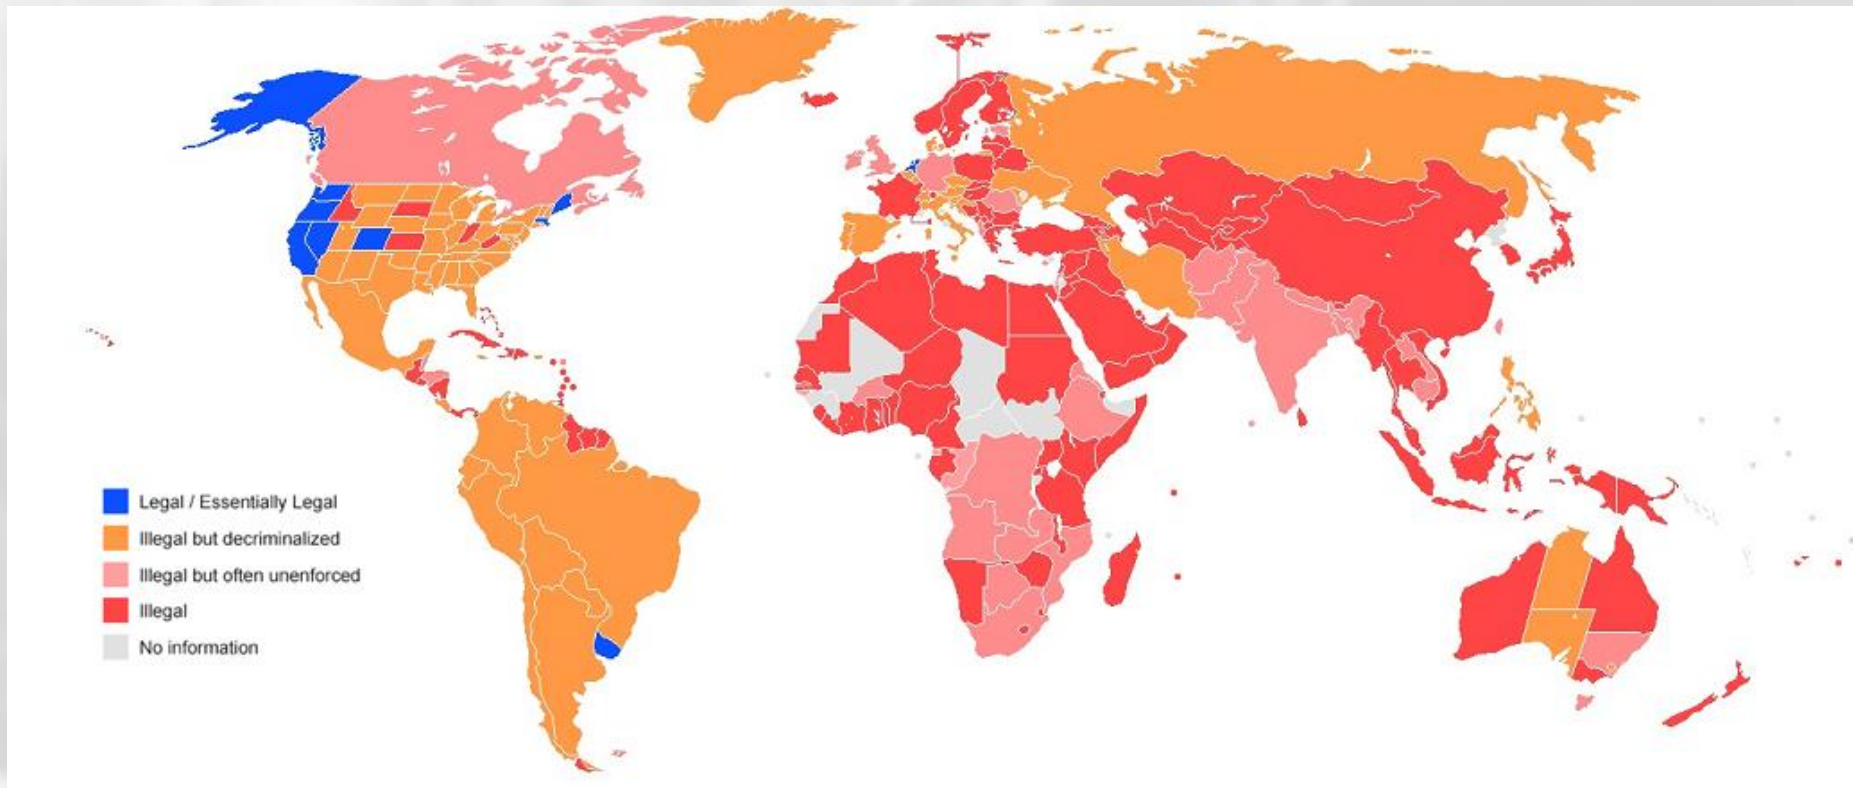 Legal / Essentially Legal
Illegal but decriminalized
Illegal but often unenforced
Illegal
No information